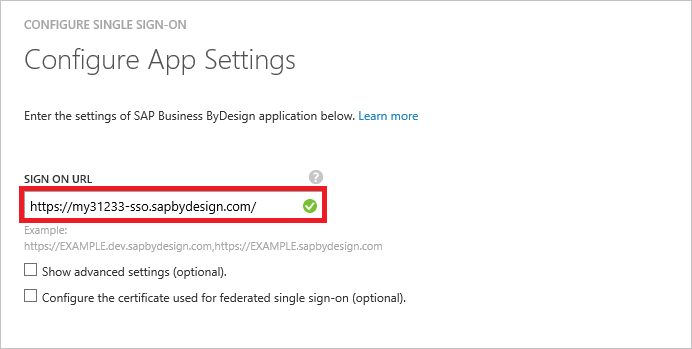 CONFIGURE SINGLE SIGN-ON
Configure App Settings
Enter the settings of SAP Business ByDesign application below. Learn more
SIGN ON URL ?
https://my31233-sso.sapbydesign.com/
Example:
https://EXAMPLE.dev.sapbydesign.com,https://EXAMPLE.sapbydesign.com
Show advanced settings (optional).
Configure the certificate used for federated single sign-on (optional).